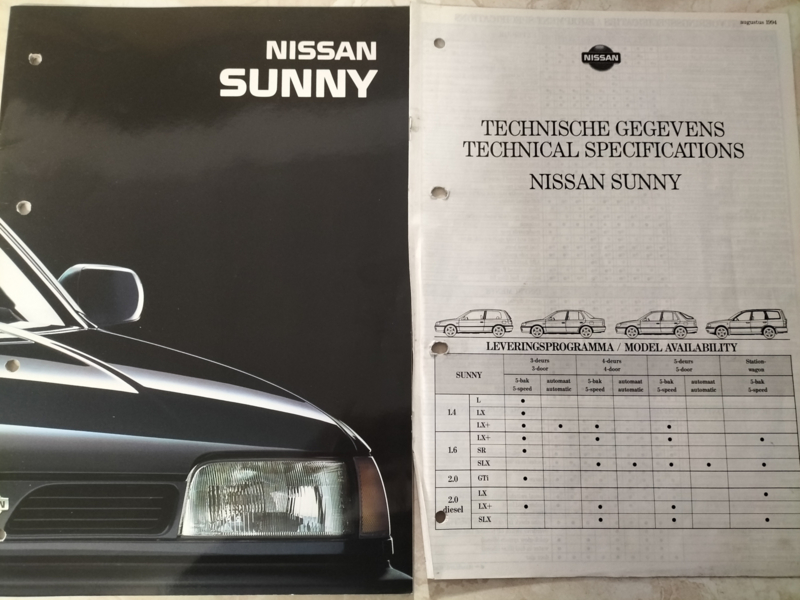 NISSAN
SUNNY
augustus 1994
NISSAN
TECHNISCHE GEGEVENS
TECHNICAL SPECIFICATIONS
NISSAN SUNNY
LEVERINGSPROGRAMMA / MODEL AVAILABILITY
SUNNY
3-deurs 4-deurs 5-deurs Station-
3-door 4-door 5-door wagon
5-bak automaat 5-bak automaat 5-bak automaat 5-bak
5-speed automatic 5-speed automatic 5-speed automatic 5-speed
1.4 L •
LX •
LX+ • • • •
1.6 LX+ • • • •
SR •
SLX • • • • •
2.0 GTi •
2.0 diesel LX •
LX+ • • •
SLX • • •